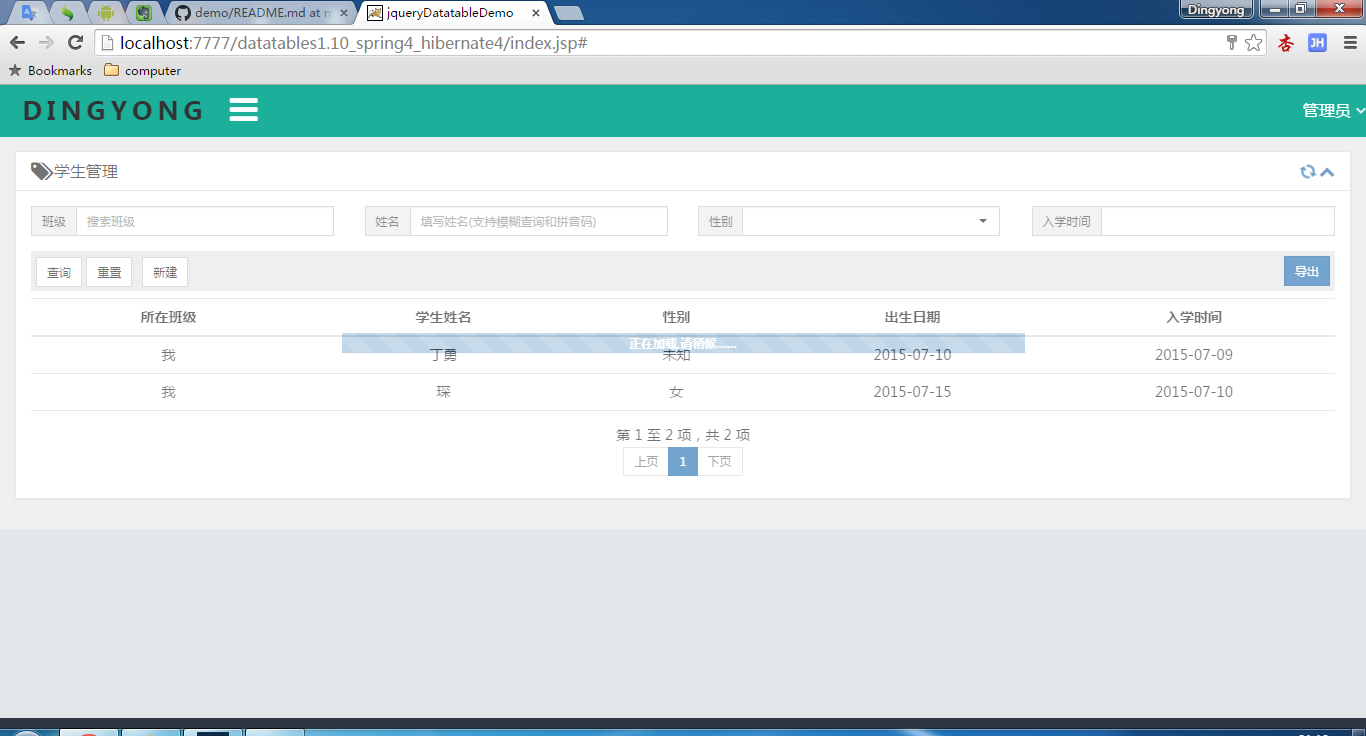 demo/README.md at m
jqueryDatatableDemo
Dingyong
localhost:7777/datatables1.10_spring4_hibernate4/index.jsp#
JH
Bookmarks computer
DINGYONG
管理员
学生管理
班级 搜索班级 姓名 填写姓名(支持模糊查询和拼音码) 性别 入学时间
查询 重置 新建 导出
所在班级 学生姓名 性别 出生日期 入学时间
正在加载,请稍候......
我 丁勇 未知 2015-07-10 2015-07-09
我 琛 女 2015-07-15 2015-07-10
第 1 至 2 项，共 2 项
上页 1 下页